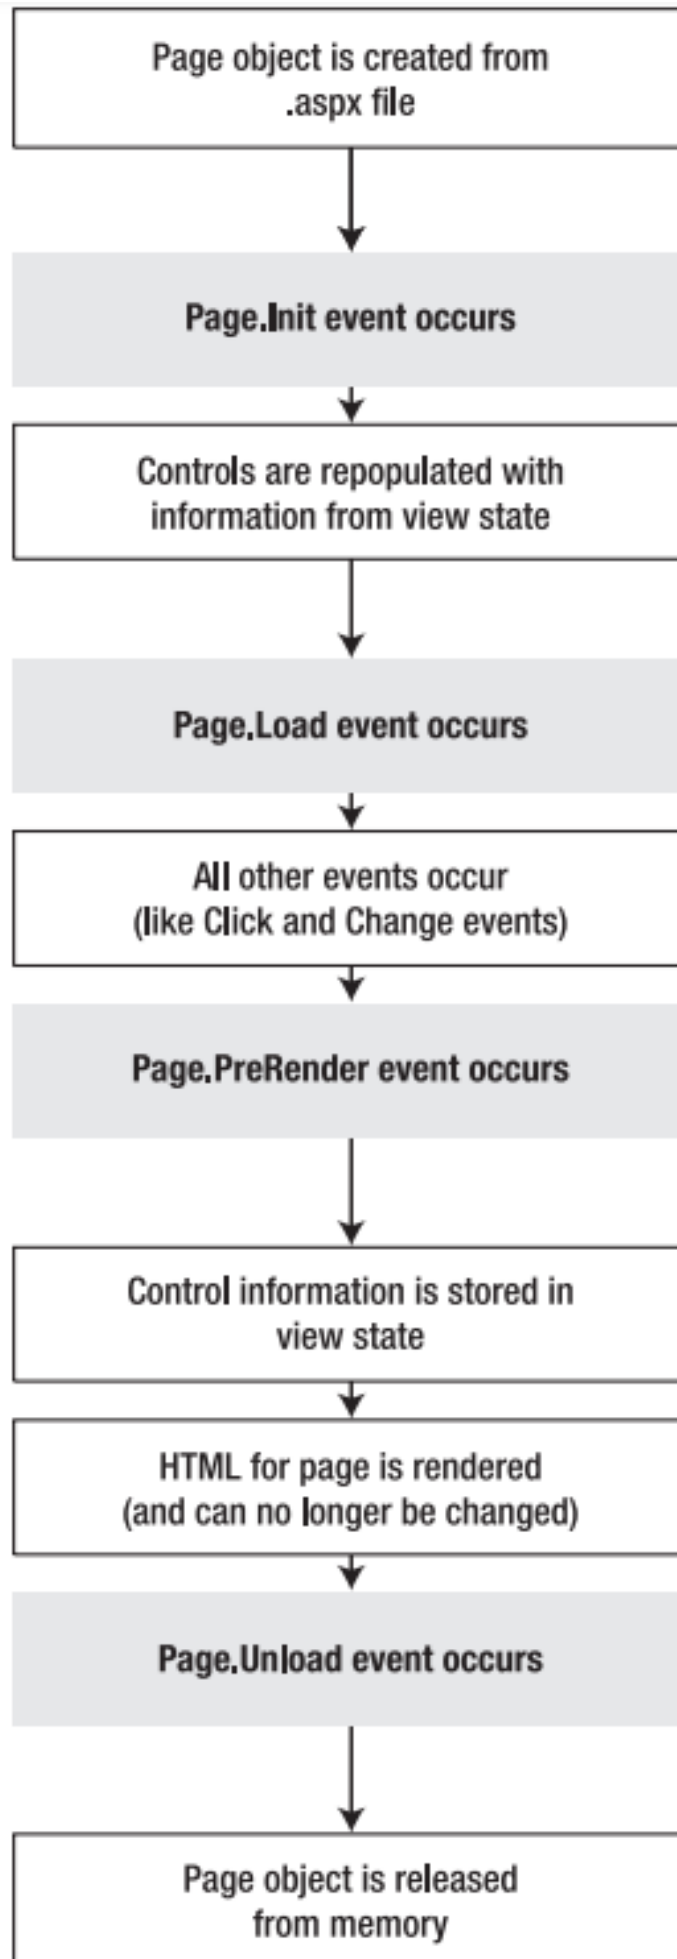 Page object is created from
.aspx file
Page.Init event occurs
Controls are repopulated with
information from view state
Page.Load event occurs
All other events occur
(like Click and Change events)
Page.PreRender event occurs
Control information is stored in
view state
HTML for page is rendered
(and can no longer be changed)
Page.Unload event occurs
Page object is released
from memory